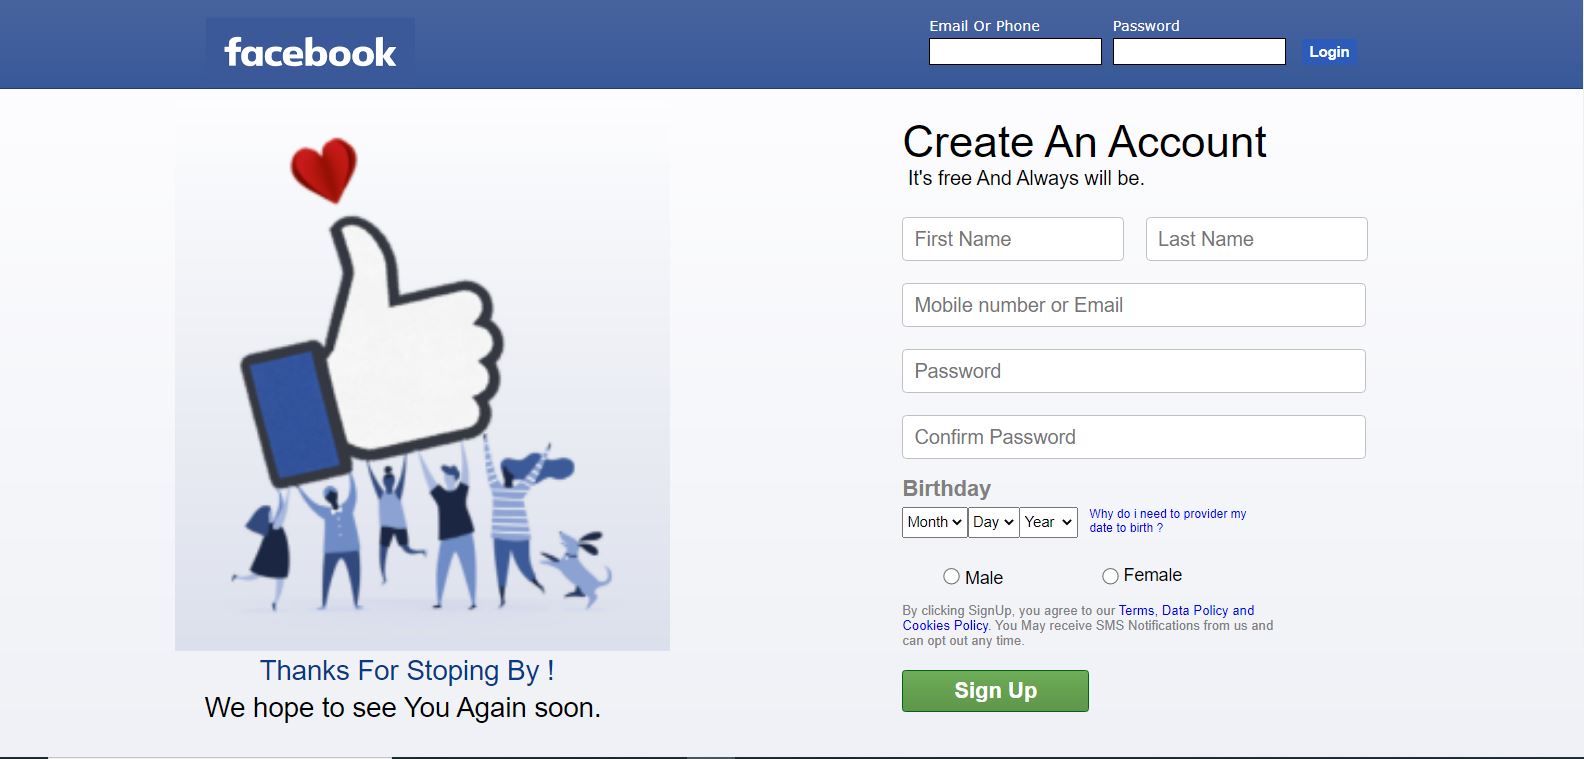 facebook
Email Or Phone
Password
Login
Create An Account
It's free And Always will be.
First Name
Last Name
Mobile number or Email
Password
Confirm Password
Birthday
Month
Day
Year
Why do i need to provider my
date to birth ?
Male
Female
By clicking SignUp, you agree to our Terms, Data Policy and
Cookies Policy. You May receive SMS Notifications from us and
can opt out any time.
Sign Up
Thanks For Stoping By !
We hope to see You Again soon.